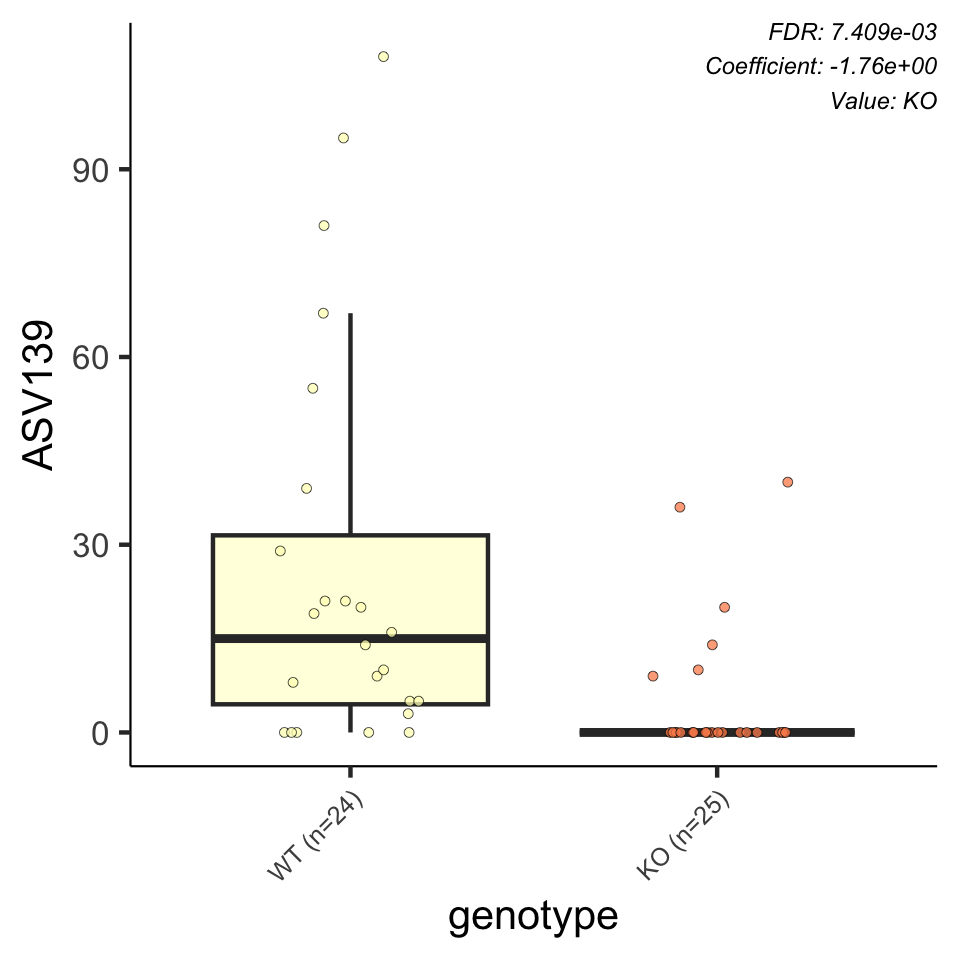 FDR: 7.409e-03
Coefficient: -1.76e+00
Value: KO
90
60
30
0
ASV139
WT (n=24)
KO (n=25)
genotype